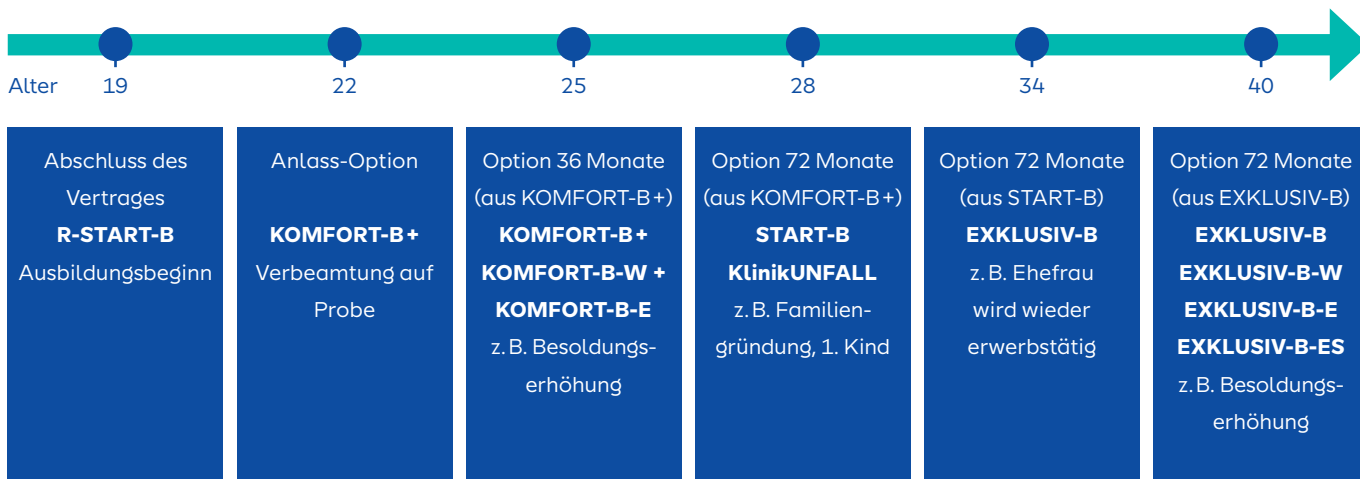 Alter 19 22 25 28 34 40
Abschluss des
Vertrages
R-START-B
Ausbildungsbeginn
Anlass-Option
KOMFORT-B+
Verbeamtung auf
Probe
Option 36 Monate
(aus KOMFORT-B+)
KOMFORT-B+
KOMFORT-B-W +
KOMFORT-B-E
z. B. Besoldungs-
erhöhung
Option 72 Monate
(aus KOMFORT-B+)
START-B
KlinikUNFALL
z. B. Familien-
gründung, 1. Kind
Option 72 Monate
(aus START-B)
EXKLUSIV-B
z. B. Ehefrau
wird wieder
erwerbstätig
Option 72 Monate
(aus EXKLUSIV-B)
EXKLUSIV-B
EXKLUSIV-B-W
EXKLUSIV-B-E
EXKLUSIV-B-ES
z. B. Besoldungs-
erhöhung